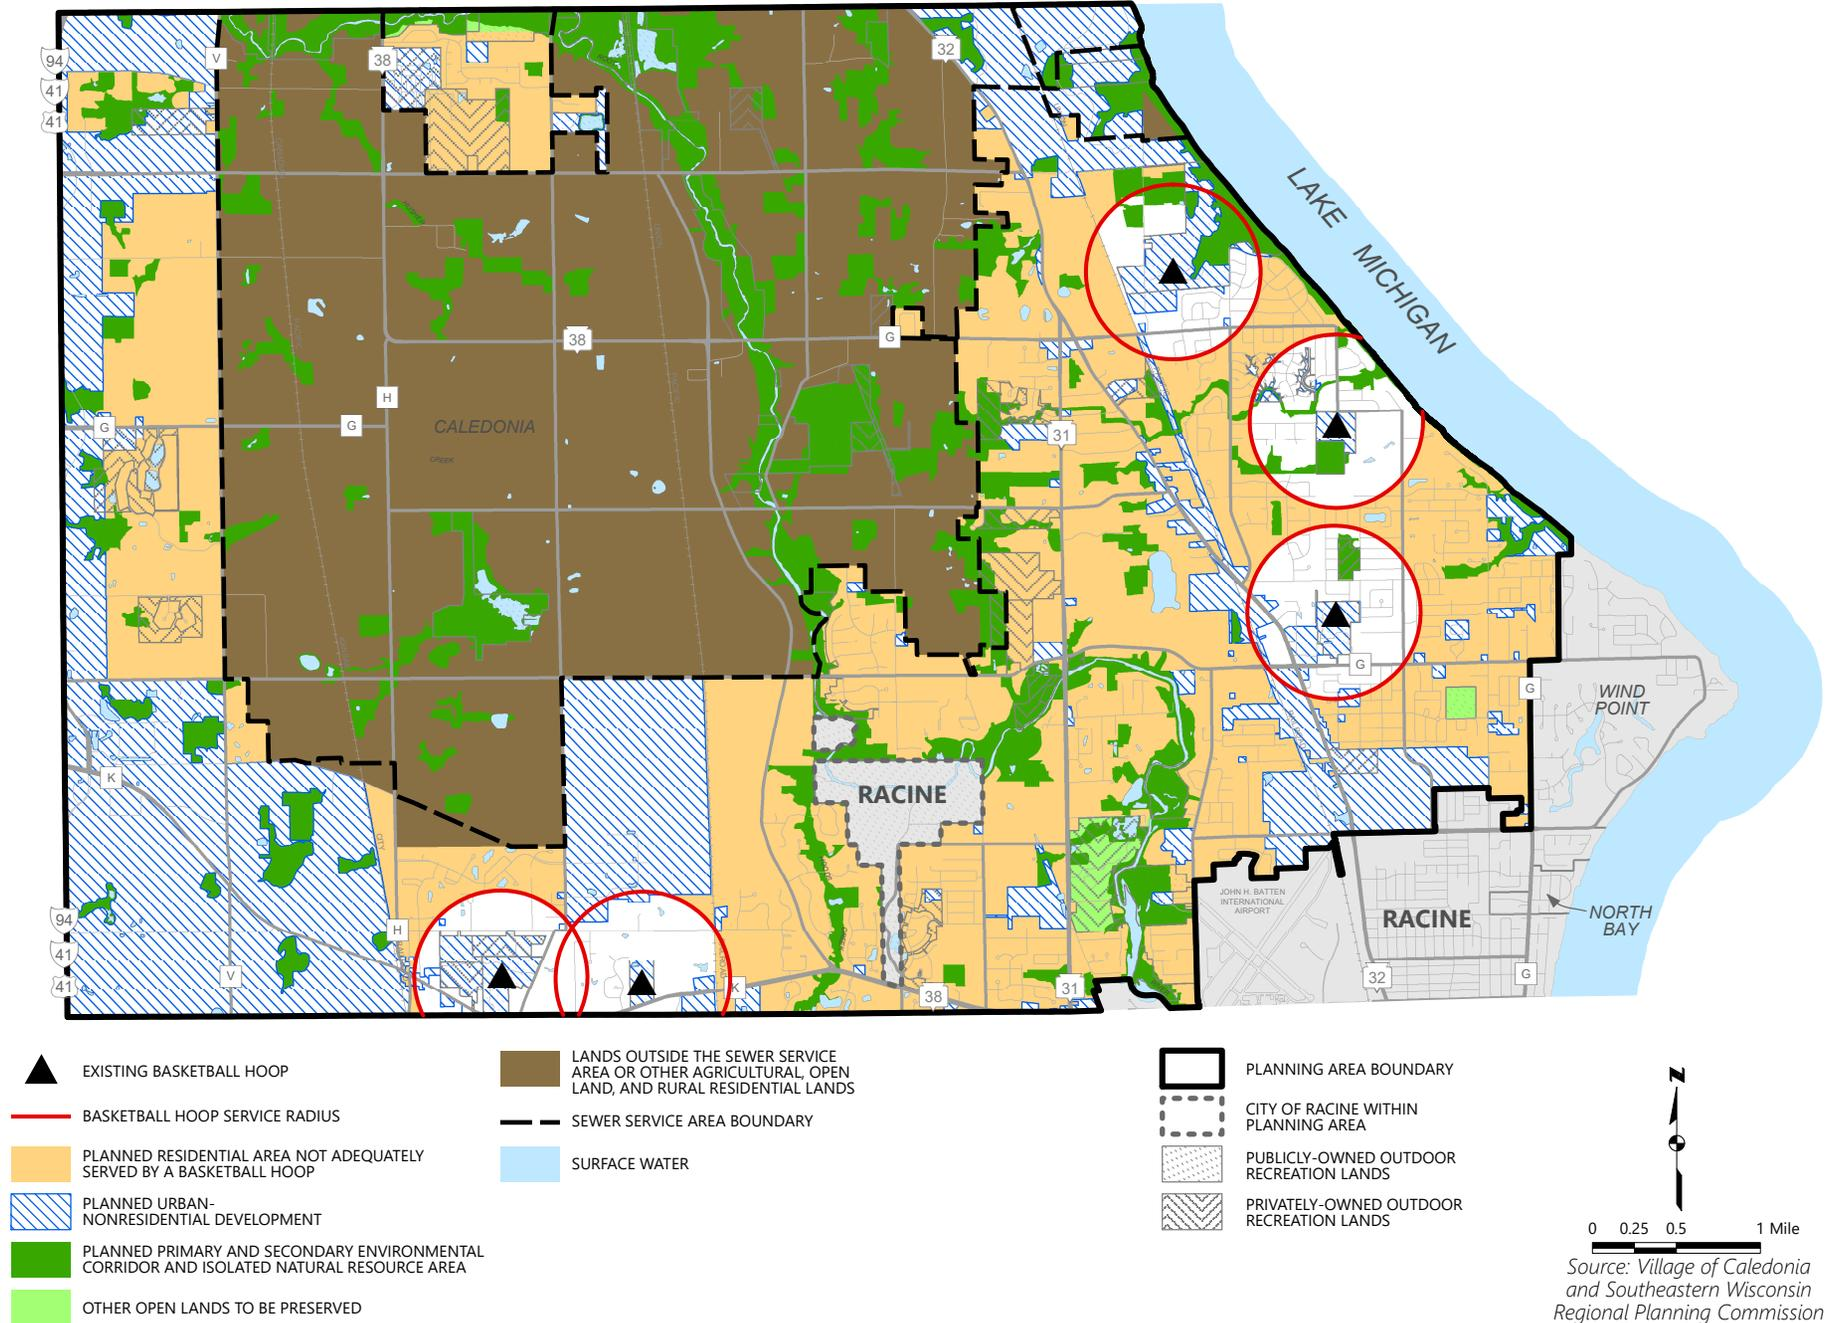 94
41
41
V
38
32
LAKE
MICHIGAN
38
G
H
G
G
CALEDONIA
CREEK
31
G
WIND
POINT
G
K
RACINE
JOHN H. BATTEN
INTERNATIONAL
AIRPORT
RACINE
NORTH
BAY
94
41
41
H
V
K
38
31
32
G
EXISTING BASKETBALL HOOP
BASKETBALL HOOP SERVICE RADIUS
PLANNED RESIDENTIAL AREA NOT ADEQUATELY
SERVED BY A BASKETBALL HOOP
PLANNED URBAN-
NONRESIDENTIAL DEVELOPMENT
PLANNED PRIMARY AND SECONDARY ENVIRONMENTAL
CORRIDOR AND ISOLATED NATURAL RESOURCE AREA
OTHER OPEN LANDS TO BE PRESERVED
LANDS OUTSIDE THE SEWER SERVICE
AREA OR OTHER AGRICULTURAL, OPEN
LAND, AND RURAL RESIDENTIAL LANDS
SEWER SERVICE AREA BOUNDARY
SURFACE WATER
PLANNING AREA BOUNDARY
CITY OF RACINE WITHIN
PLANNING AREA
PUBLICLY-OWNED OUTDOOR
RECREATION LANDS
PRIVATELY-OWNED OUTDOOR
RECREATION LANDS
N
0 0.25 0.5 1 Mile
Source: Village of Caledonia
and Southeastern Wisconsin
Regional Planning Commission